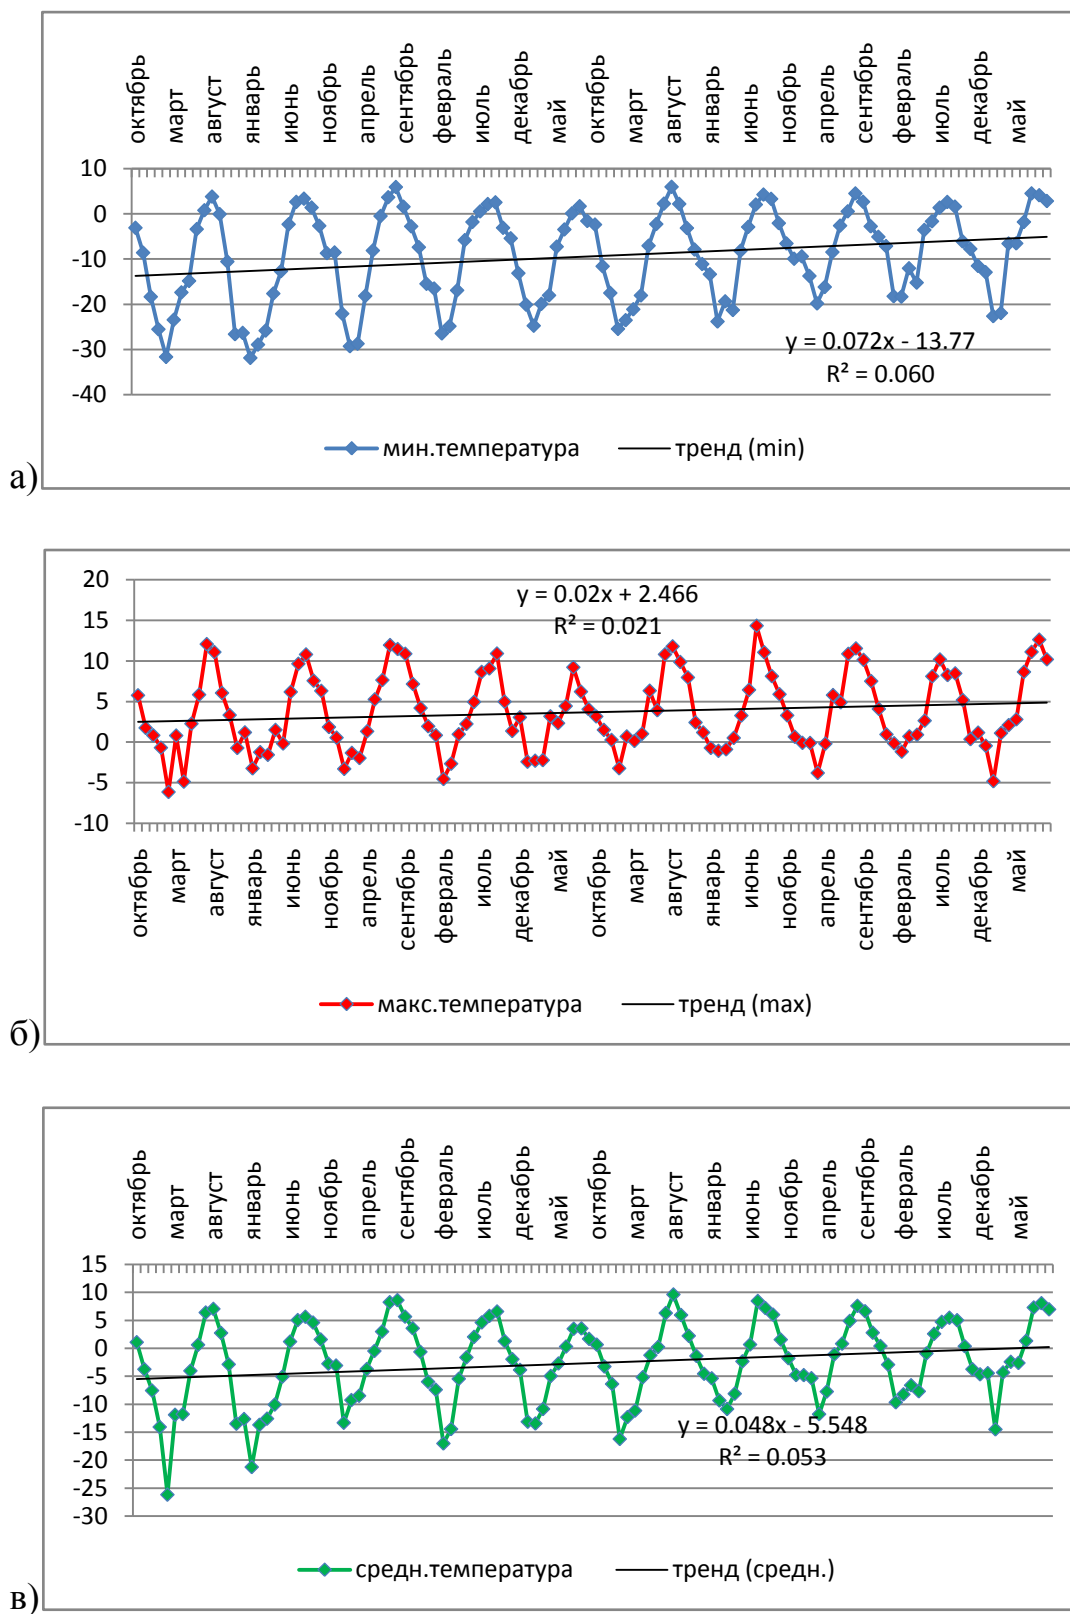 октябрь март август январь июнь ноябрь апрель сентябрь февраль июль декабрь май октябрь март август январь июнь ноябрь апрель сентябрь февраль июль декабрь май
10
0
-10
-20
-30
-40
y = 0.072x - 13.77
R² = 0.060
мин.температура тренд (min)
а)
20
15
10
5
0
-5
-10
y = 0.02x + 2.466
R² = 0.021
октябрь март август январь июнь ноябрь апрель сентябрь февраль июль декабрь май октябрь март август январь июнь ноябрь апрель сентябрь февраль июль декабрь май
макс.температура тренд (max)
б)
октябрь март август январь июнь ноябрь апрель сентябрь февраль июль декабрь май октябрь март август январь июнь ноябрь апрель сентябрь февраль июль декабрь май
15
10
5
0
-5
-10
-15
-20
-25
-30
y = 0.048x - 5.548
R² = 0.053
средн.температура тренд (средн.)
в)